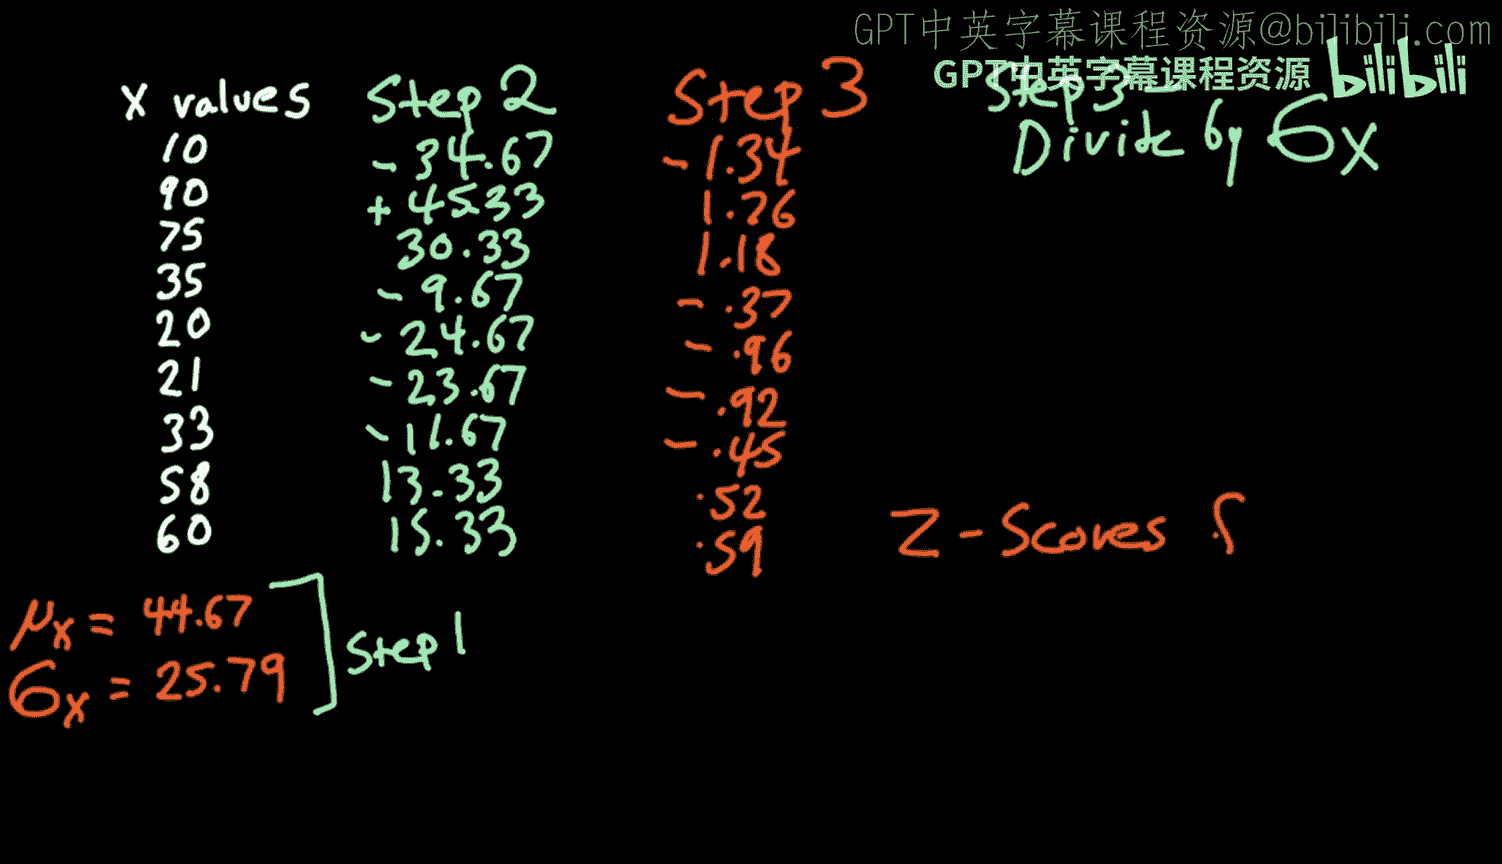 GPT中英字幕课程资源@bilibili.com
GPT中英字幕课程资源 bilibili
x values Step 2 Step 3 Step 3 -
Divide by σx
10 - 34.67 - 1.34
90 + 45.33 1.76
75 30.33 1.18
35 - 9.67 - .37
20 - 24.67 - .96
21 - 23.67 - .92
33 - 11.67 - .45
58 13.33 .52
60 15.33 .59
Z - Scores
μx = 44.67
σx = 25.79
Step 1